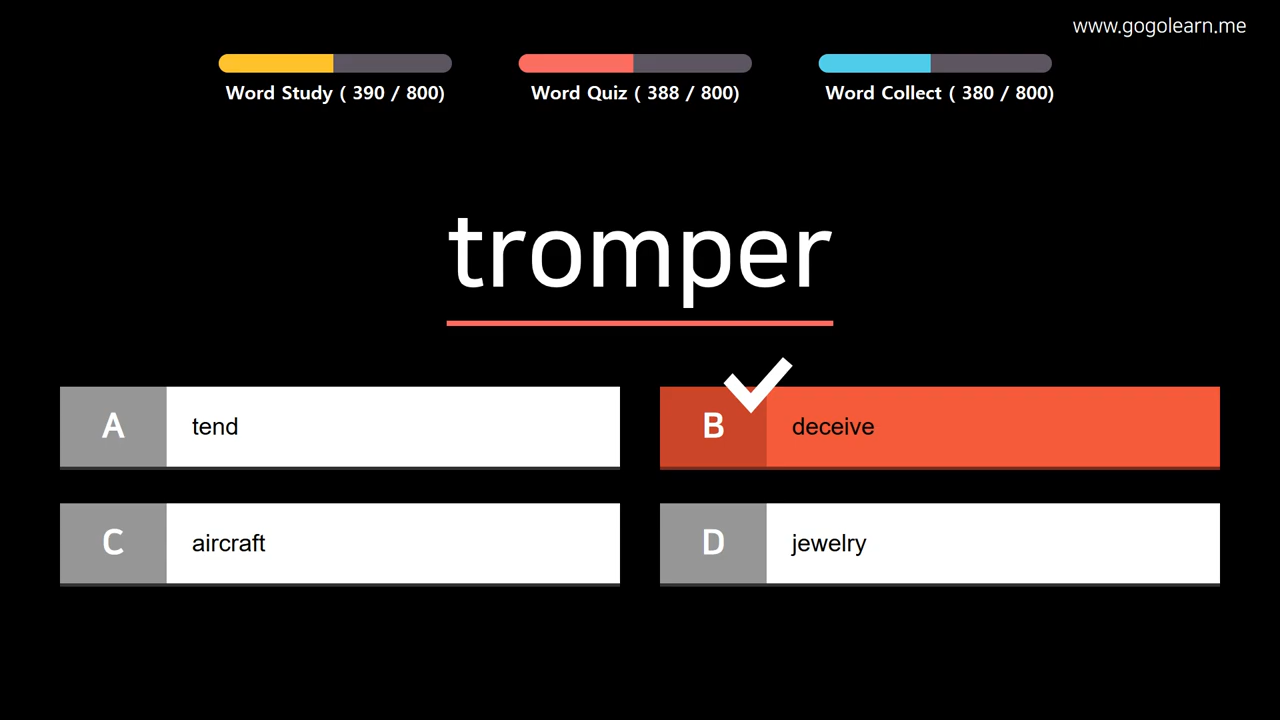 www.gogolearn.me
Word Study ( 390 / 800)
Word Quiz ( 388 / 800)
Word Collect ( 380 / 800)
tromper
A tend
B deceive
C aircraft
D jewelry